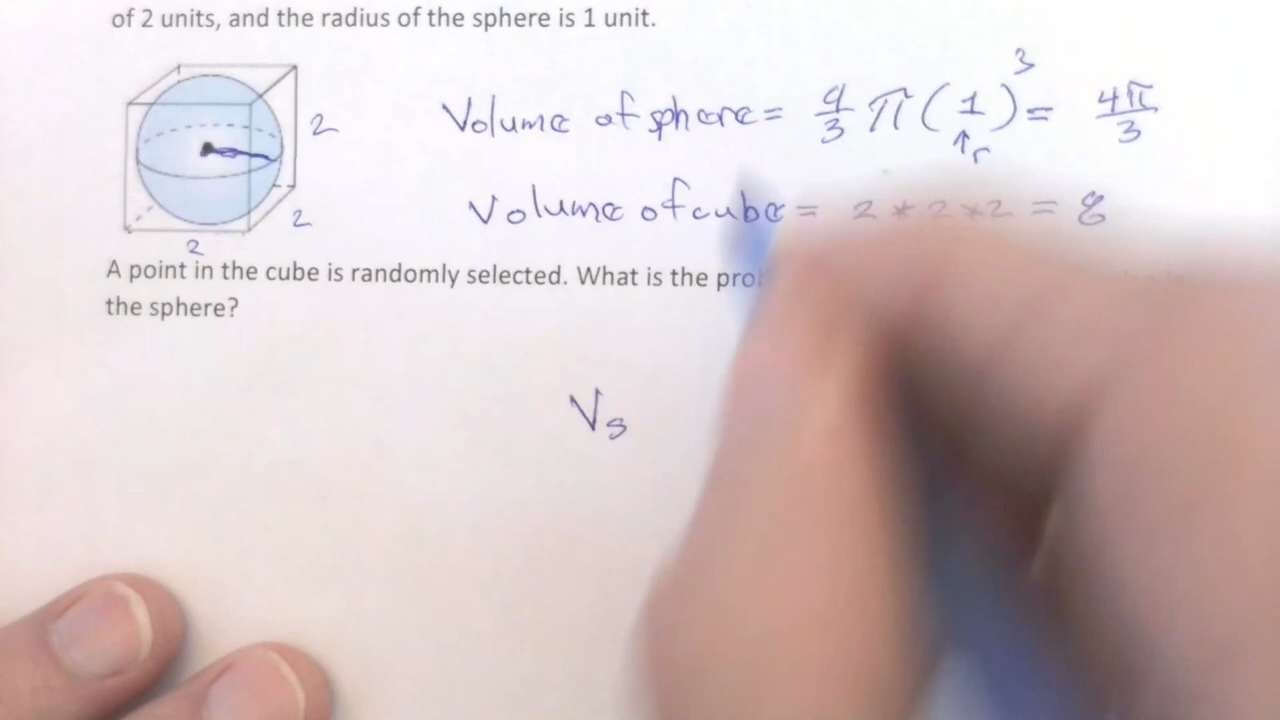 of 2 units, and the radius of the sphere is 1 unit.
2
2
2
Volume of sphere = 4/3 π (1)³ = 4π/3
↑r
Volume of cube = 2 * 2 * 2 = 8
A point in the cube is randomly selected. What is the
the sphere?
Vs